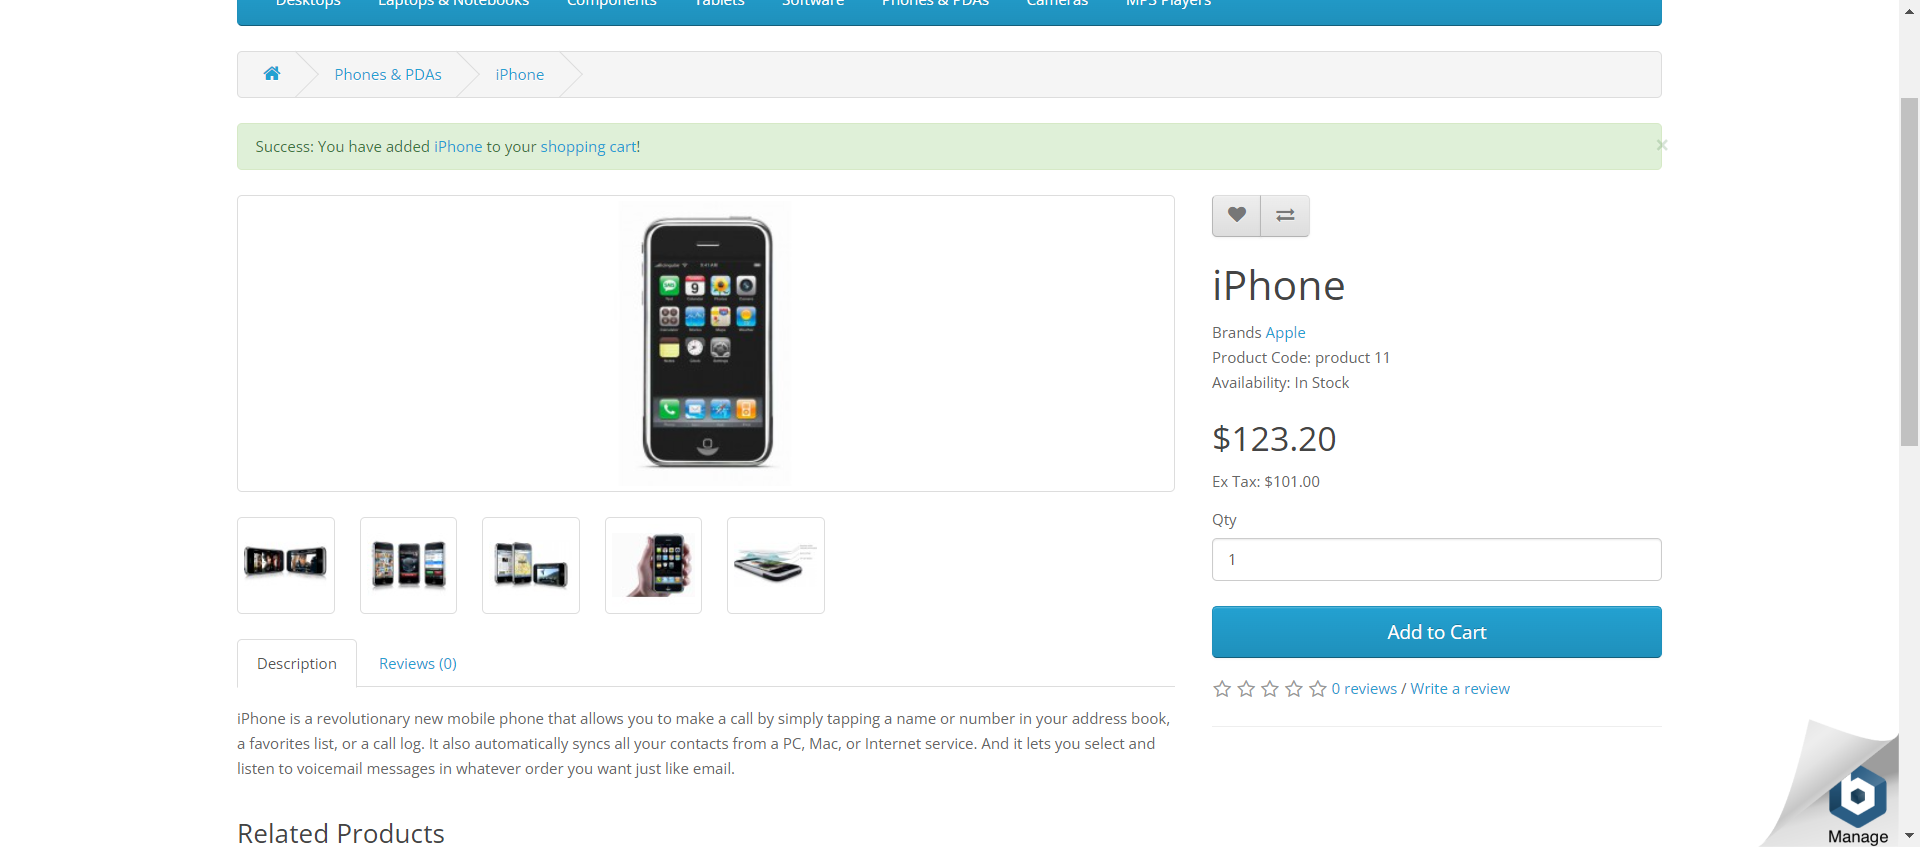 Desktops Laptops & Notebooks Components Tablets Software Phones & PDAs Cameras MP3 Players
Phones & PDAs iPhone
Success: You have added iPhone to your shopping cart!
×
iPhone
Brands Apple
Product Code: product 11
Availability: In Stock
$123.20
Ex Tax: $101.00
Qty
1
Add to Cart
0 reviews / Write a review
Description Reviews (0)
iPhone is a revolutionary new mobile phone that allows you to make a call by simply tapping a name or number in your address book,
a favorites list, or a call log. It also automatically syncs all your contacts from a PC, Mac, or Internet service. And it lets you select and
listen to voicemail messages in whatever order you want just like email.
Related Products
b
Manage